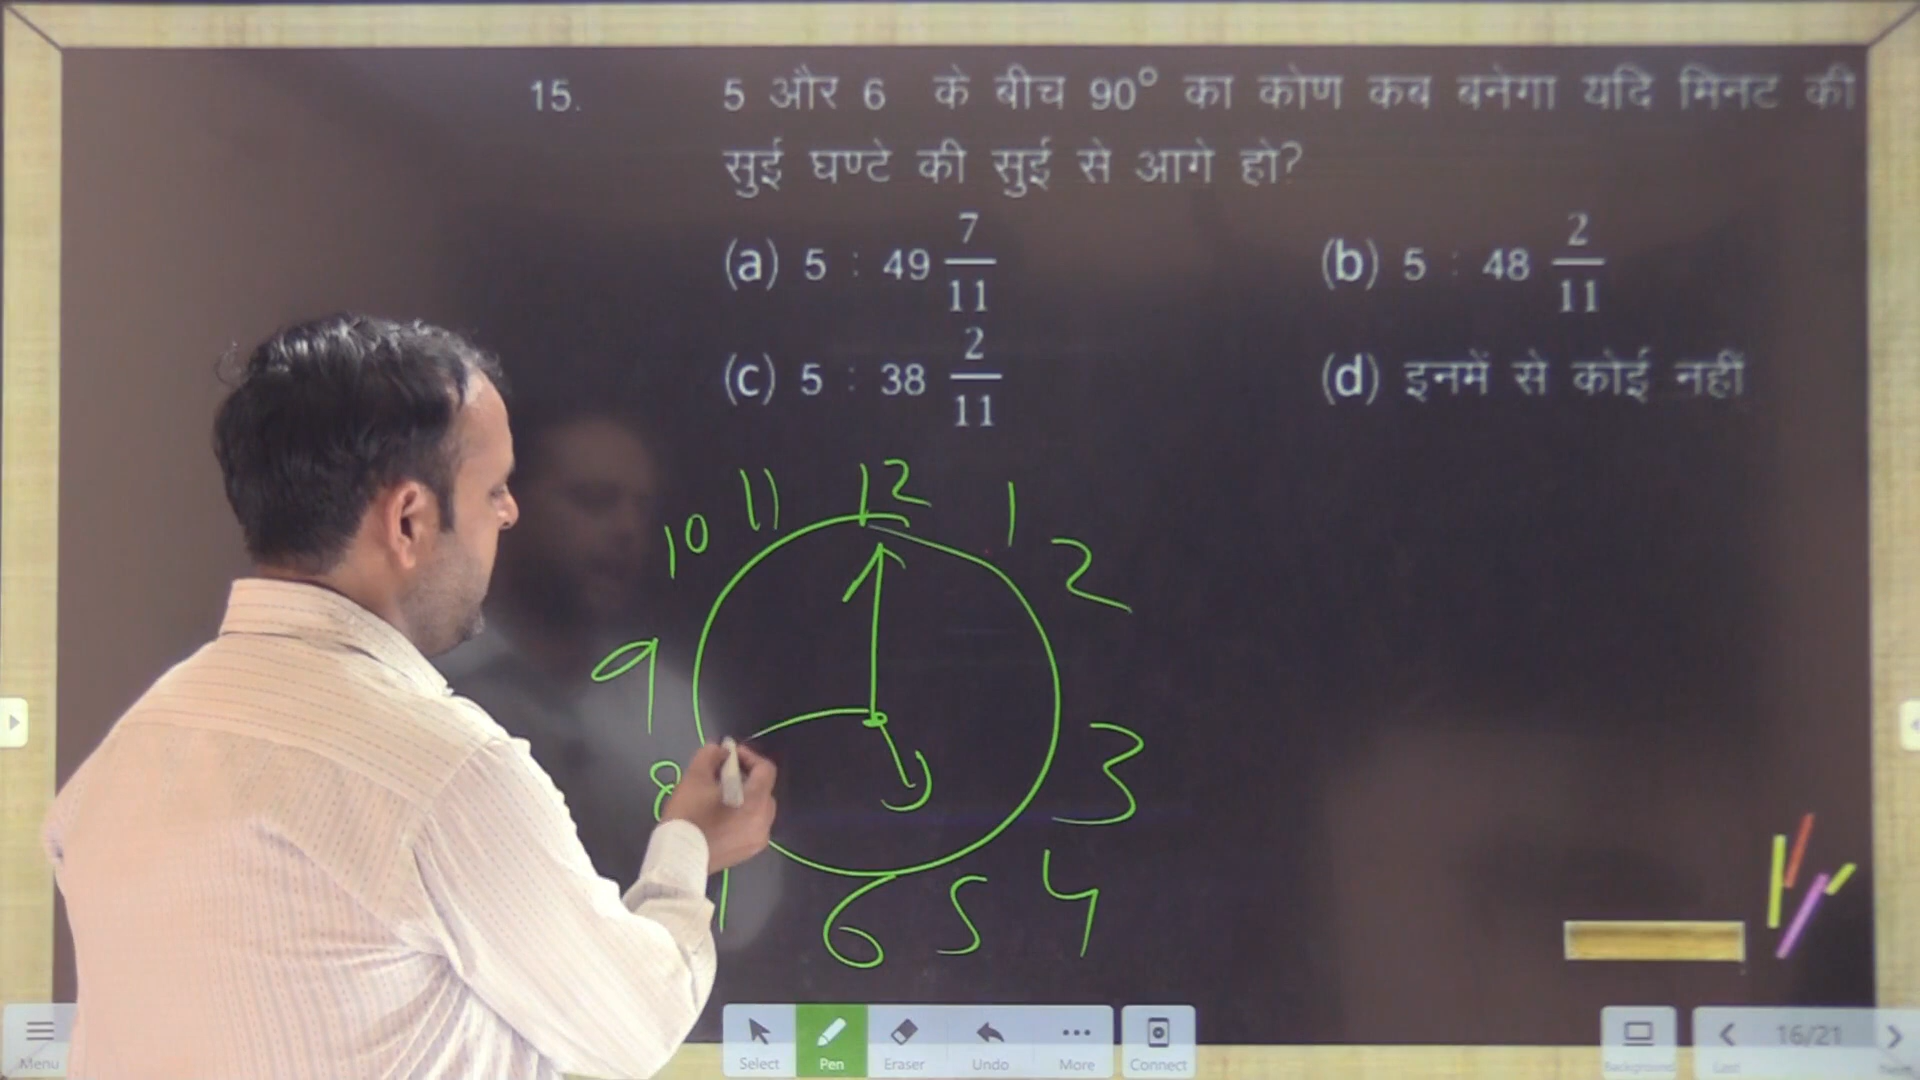 15. 5 और 6 के बीच 90° का कोण कब बनेगा यदि मिनट की
सुई घण्टे की सुई से आगे हो?
(a) 5 : 49 7/11 (b) 5 : 48 2/11
(c) 5 : 38 2/11 (d) इनमें से कोई नहीं
11 12 1
10 2
9 3
8 4
6 5
Menu Select Pen Eraser Undo More Connect Background Last 16/21